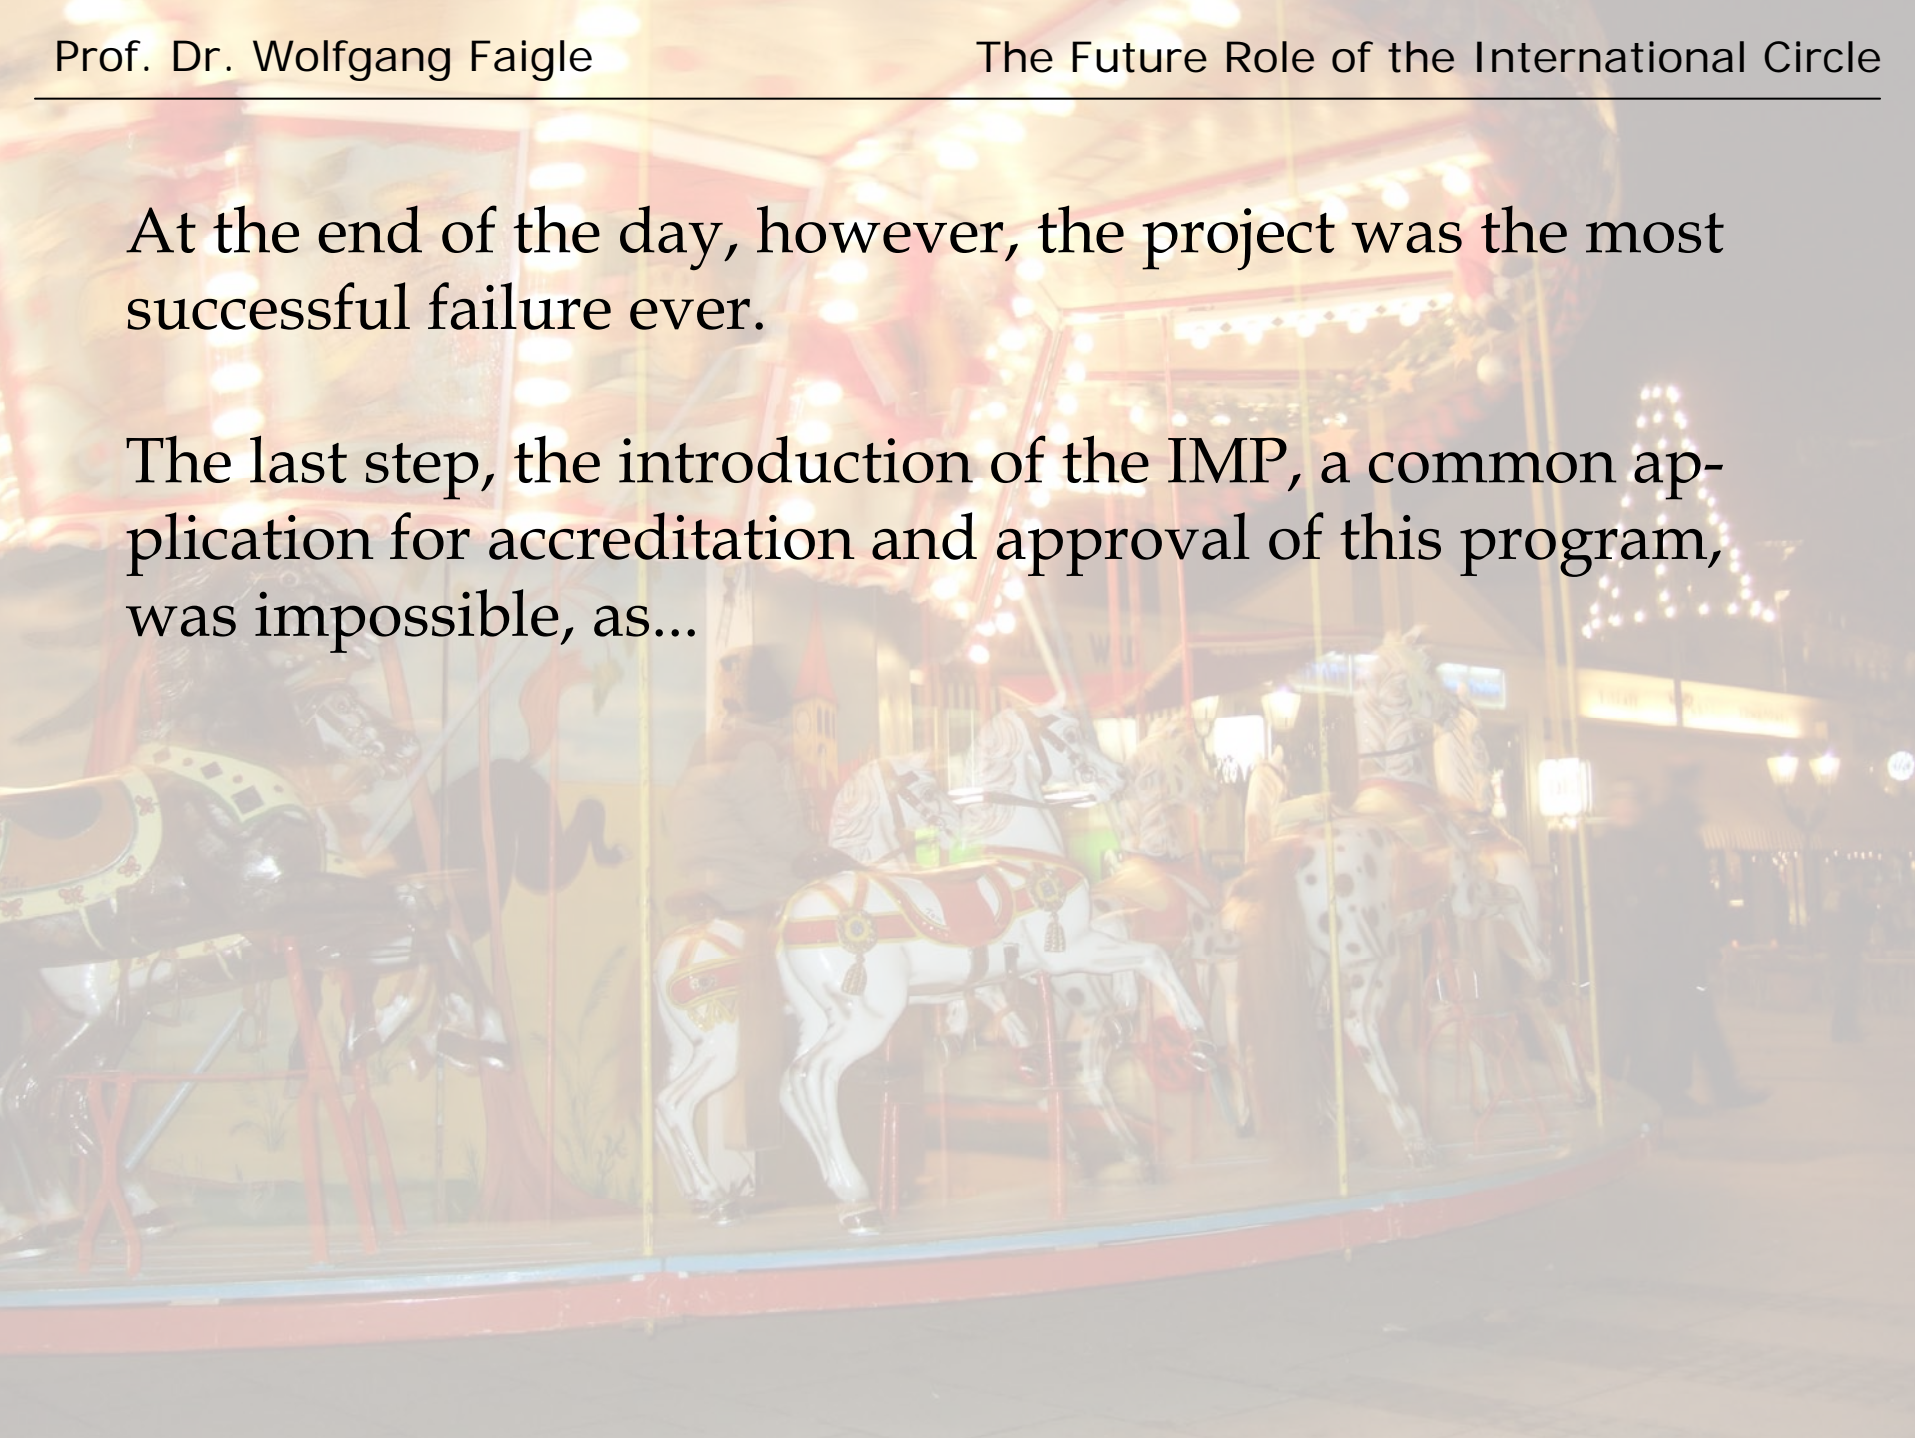 Prof. Dr. Wolfgang Faigle
The Future Role of the International Circle
At the end of the day, however, the project was the most
successful failure ever.
The last step, the introduction of the IMP, a common ap-
plication for accreditation and approval of this program,
was impossible, as...